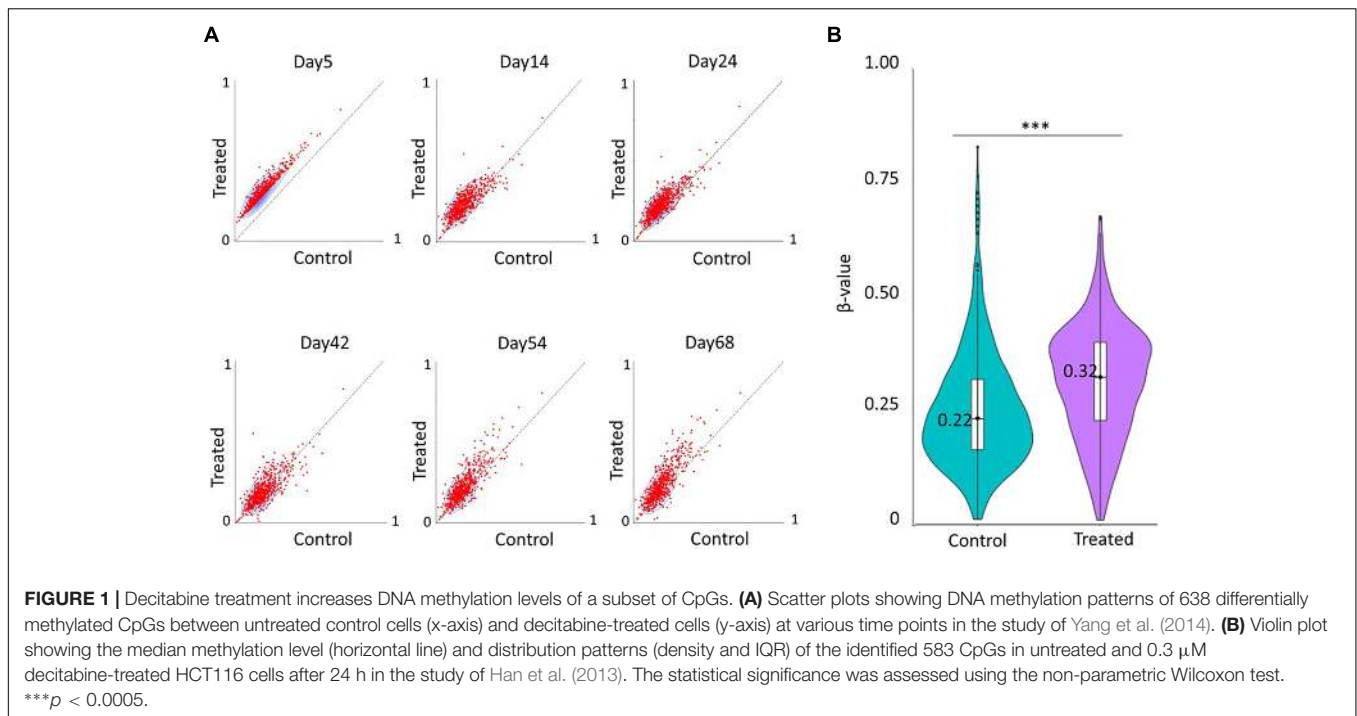 A
B
Day5
Day14
Day24
1
1
1
Treated
Treated
Treated
0
1
0
1
0
1
Control
Control
Control
Day42
Day54
Day68
1
1
1
Treated
Treated
Treated
0
1
0
1
0
1
Control
Control
Control
1.00
***
0.75
0.50
β-value
0.32
0.25
0.22
0
Control
Treated
FIGURE 1 | Decitabine treatment increases DNA methylation levels of a subset of CpGs. (A) Scatter plots showing DNA methylation patterns of 638 differentially
methylated CpGs between untreated control cells (x-axis) and decitabine-treated cells (y-axis) at various time points in the study of Yang et al. (2014). (B) Violin plot
showing the median methylation level (horizontal line) and distribution patterns (density and IQR) of the identified 583 CpGs in untreated and 0.3 μM
decitabine-treated HCT116 cells after 24 h in the study of Han et al. (2013). The statistical significance was assessed using the non-parametric Wilcoxon test.
***p < 0.0005.